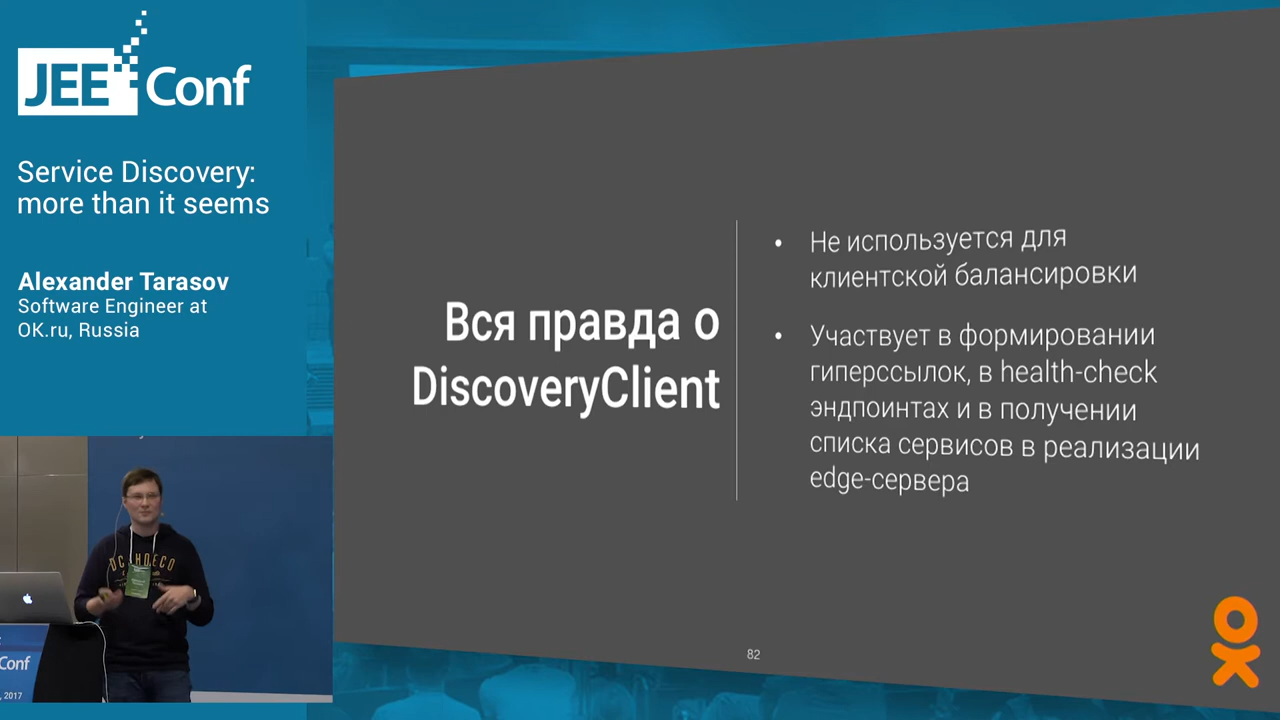 JEE Conf
Service Discovery:
more than it seems
Alexander Tarasov
Software Engineer at
OK.ru, Russia
Вся правда о
DiscoveryClient
• Не используется для
клиентской балансировки
• Участвует в формировании
гиперссылок, в health-check
эндпоинтах и в получении
списка сервисов в реализации
edge-сервера
82
Conf
, 2017